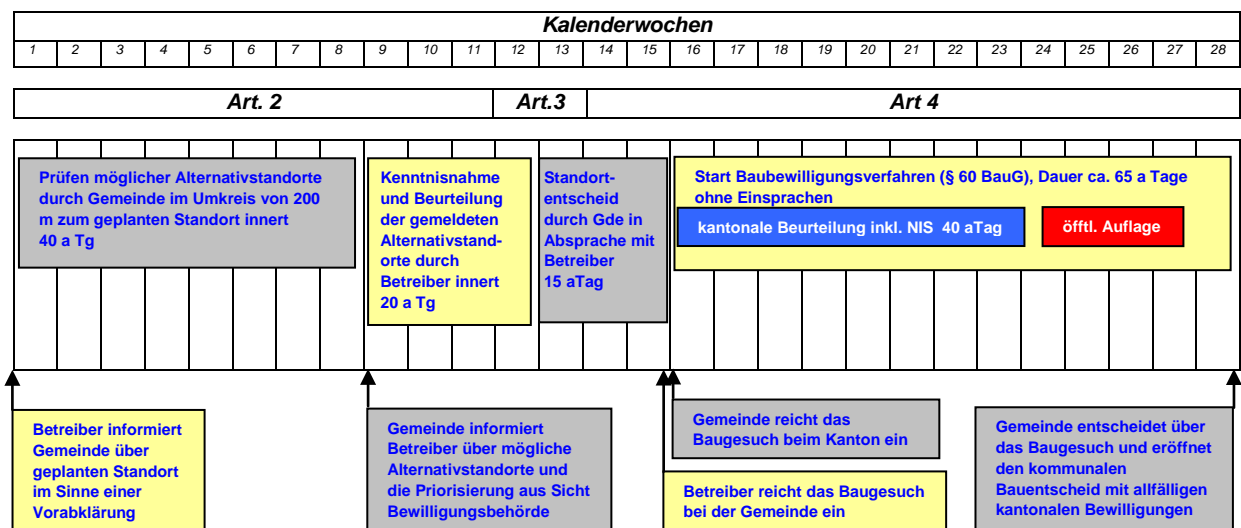 Kalenderwochen
1 2 3 4 5 6 7 8 9 10 11 12 13 14 15 16 17 18 19 20 21 22 23 24 25 26 27 28
Art. 2 Art.3 Art 4
Prüfen möglicher Alternativstandorte
durch Gemeinde im Umkreis von 200
m zum geplanten Standort innert
40 a Tg
Kenntnisnahme
und Beurteilung
der gemeldeten
Alternativstand-
orte durch
Betreiber innert
20 a Tg
Standort-
entscheid
durch Gde in
Absprache mit
Betreiber
15 aTag
Start Baubewilligungsverfahren (§ 60 BauG), Dauer ca. 65 a Tage
ohne Einsprachen
kantonale Beurteilung inkl. NIS 40 aTag
öfftl. Auflage
Betreiber informiert
Gemeinde über
geplanten Standort
im Sinne einer
Vorabklärung
Gemeinde informiert
Betreiber über mögliche
Alternativstandorte und
die Priorisierung aus Sicht
Bewilligungsbehörde
Gemeinde reicht das
Baugesuch beim Kanton ein
Betreiber reicht das Baugesuch
bei der Gemeinde ein
Gemeinde entscheidet über
das Baugesuch und eröffnet
den kommunalen
Bauentscheid mit allfälligen
kantonalen Bewilligungen